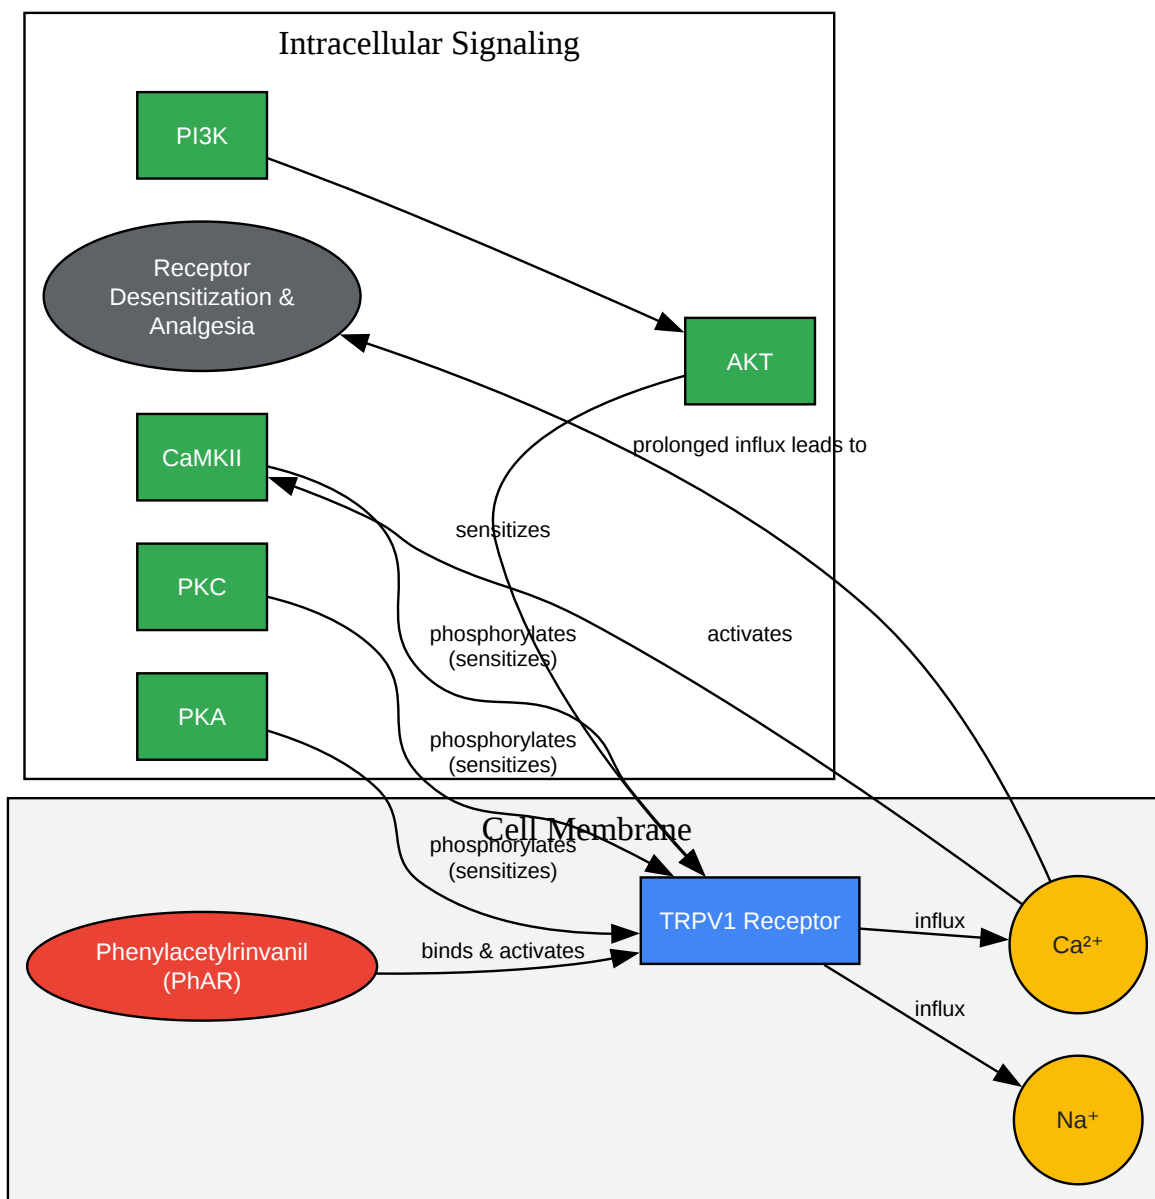 Intracellular Signaling
PI3K
Receptor
Desensitization &
Analgesia
AKT
prolonged influx leads to
CaMKII
sensitizes
PKC
phosphorylates
(sensitizes)
activates
PKA
phosphorylates
(sensitizes)
Cell Membrane
phosphorylates
(sensitizes)
TRPV1 Receptor
influx
Ca²⁺
Phenylacetylrinvanil
(PhAR)
binds & activates
influx
Na⁺